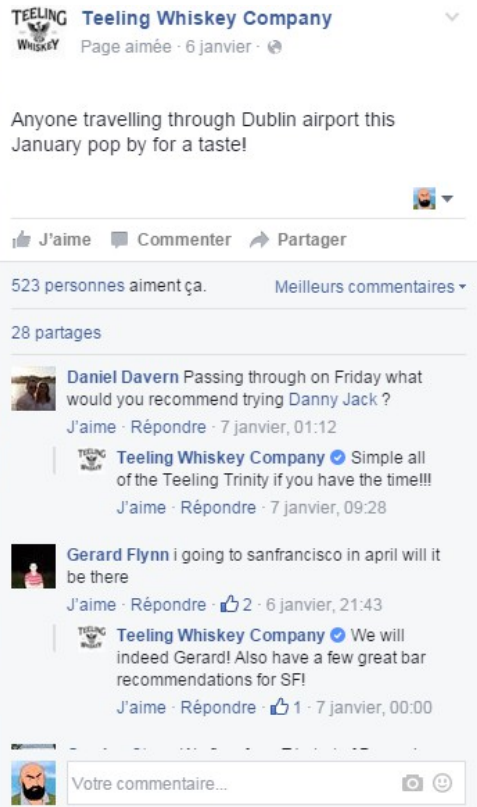 TEELING
WHISKEY
Teeling Whiskey Company
Page aimée · 6 janvier ·
Anyone travelling through Dublin airport this
January pop by for a taste!
J'aime Commenter Partager
523 personnes aiment ça. Meilleurs commentaires
28 partages
Daniel Davern Passing through on Friday what
would you recommend trying Danny Jack ?
J'aime · Répondre · 7 janvier, 01:12
TEELING
WHISKEY
Teeling Whiskey Company Simple all
of the Teeling Trinity if you have the time!!!
J'aime · Répondre · 7 janvier, 09:28
Gerard Flynn i going to sanfrancisco in april will it
be there
J'aime · Répondre · 2 · 6 janvier, 21:43
TEELING
WHISKEY
Teeling Whiskey Company We will
indeed Gerard! Also have a few great bar
recommendations for SF!
J'aime · Répondre · 1 · 7 janvier, 00:00
Votre commentaire...